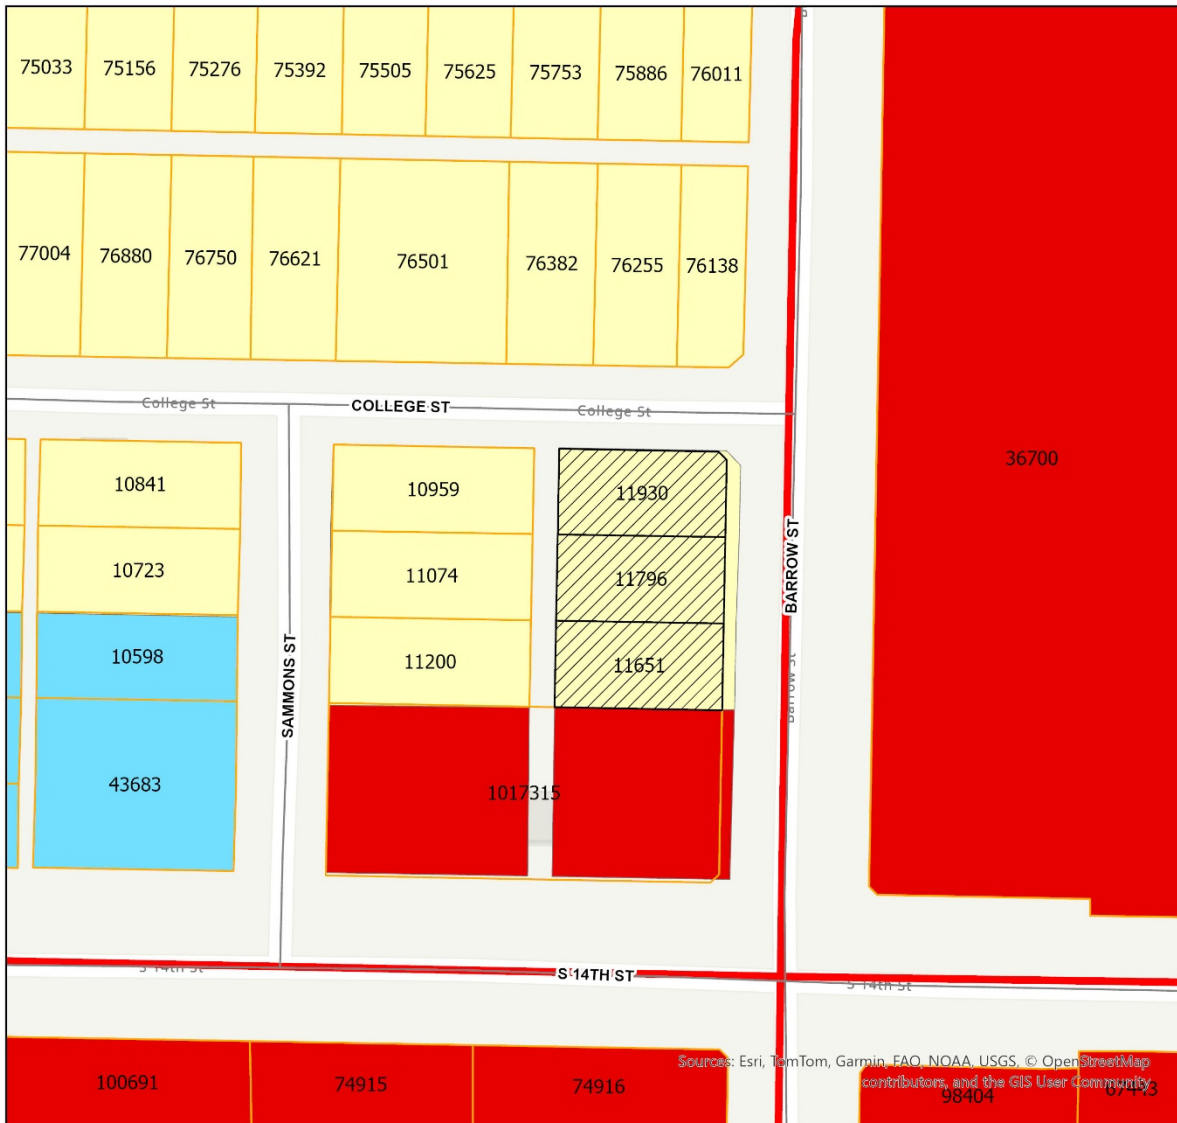 75033 75156 75276 75392 75505 75625 75753 75886 76011
77004 76880 76750 76621 76501 76382 76255 76138
College St COLLEGE ST College St
36700
10841 10959 11930
10723 11074 11796
BARROW ST
10598 11200 11651
SAMMONS ST
Barrow St
43683 1017315
S 14th St S 14TH ST S 14th St
Sources: Esri, TomTom, Garmin, FAO, NOAA, USGS, © OpenStreetMap
contributors, and the GIS User Community
100691 74915 74916 98404